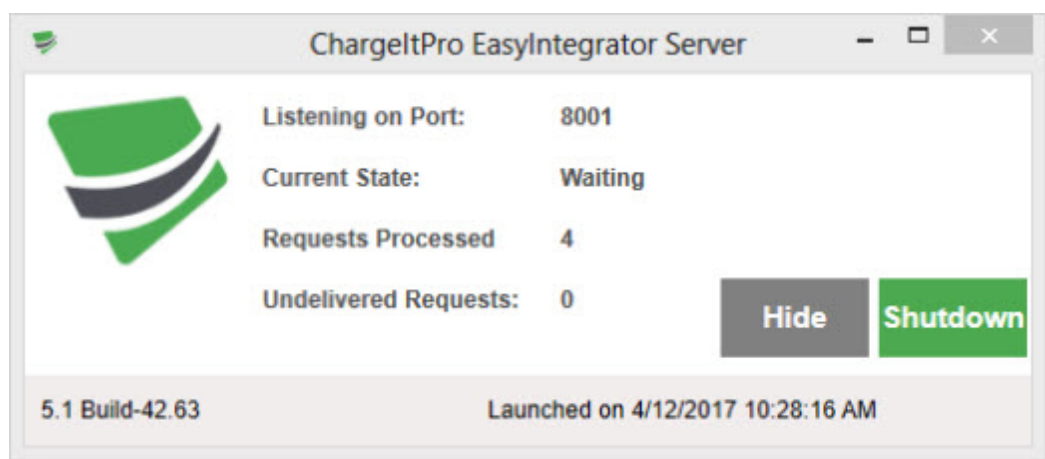 ChargeItPro EasyIntegrator Server
Listening on Port: 8001
Current State: Waiting
Requests Processed 4
Undelivered Requests: 0
Hide Shutdown
5.1 Build-42.63 Launched on 4/12/2017 10:28:16 AM